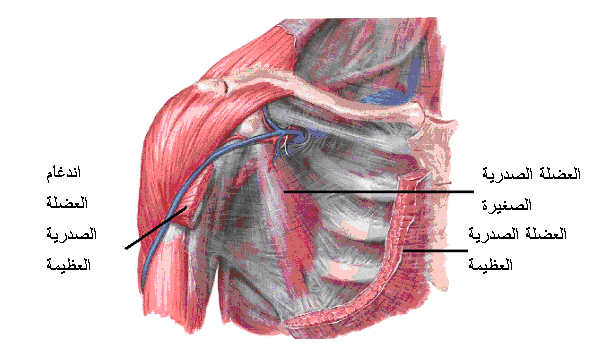 العضلة الصدرية
الصغيرة
العضلة الصدرية
العظيمة
اندغام
العضلة
الصدرية
العظيمة